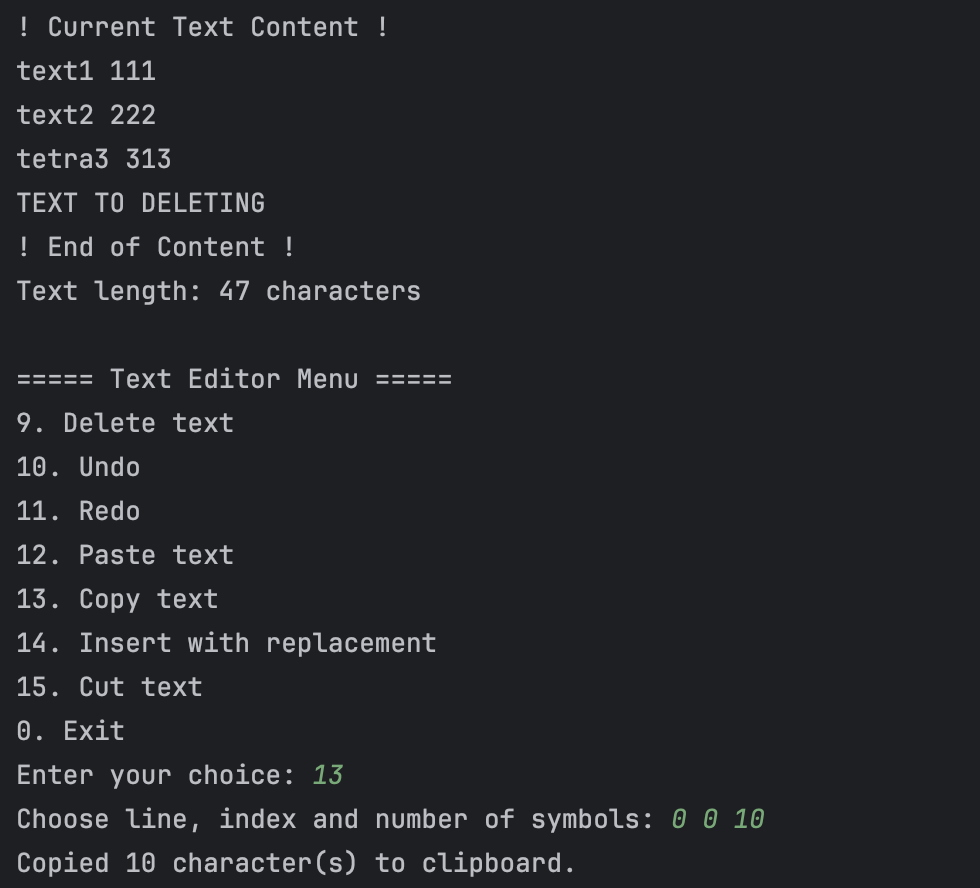 ! Current Text Content !
text1 111
text2 222
tetra3 313
TEXT TO DELETING
! End of Content !
Text length: 47 characters
===== Text Editor Menu =====
9. Delete text
10. Undo
11. Redo
12. Paste text
13. Copy text
14. Insert with replacement
15. Cut text
0. Exit
Enter your choice: 13
Choose line, index and number of symbols: 0 0 10
Copied 10 character(s) to clipboard.